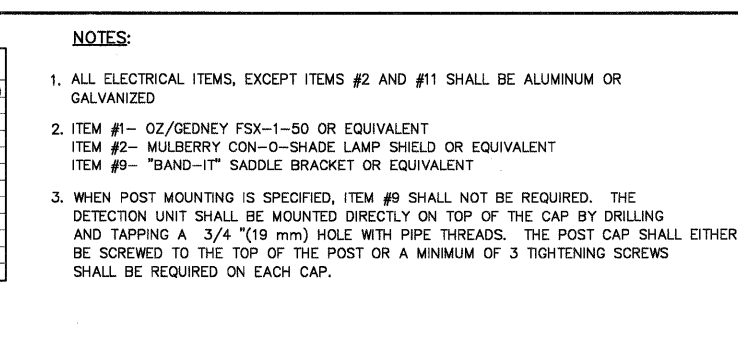 NOTES:
1. ALL ELECTRICAL ITEMS, EXCEPT ITEMS #2 AND #11 SHALL BE ALUMINUM OR
GALVANIZED
2. ITEM #1- OZ/GEDNEY FSX-1-50 OR EQUIVALENT
ITEM #2- MULBERRY CON-O-SHADE LAMP SHIELD OR EQUIVALENT
ITEM #9- "BAND-IT" SADDLE BRACKET OR EQUIVALENT
3. WHEN POST MOUNTING IS SPECIFIED, ITEM #9 SHALL NOT BE REQUIRED. THE
DETECTION UNIT SHALL BE MOUNTED DIRECTLY ON TOP OF THE CAP BY DRILLING
AND TAPPING A 3/4 "(19 mm) HOLE WITH PIPE THREADS. THE POST CAP SHALL EITHER
BE SCREWED TO THE TOP OF THE POST OR A MINIMUM OF 3 TIGHTENING SCREWS
SHALL BE REQUIRED ON EACH CAP.